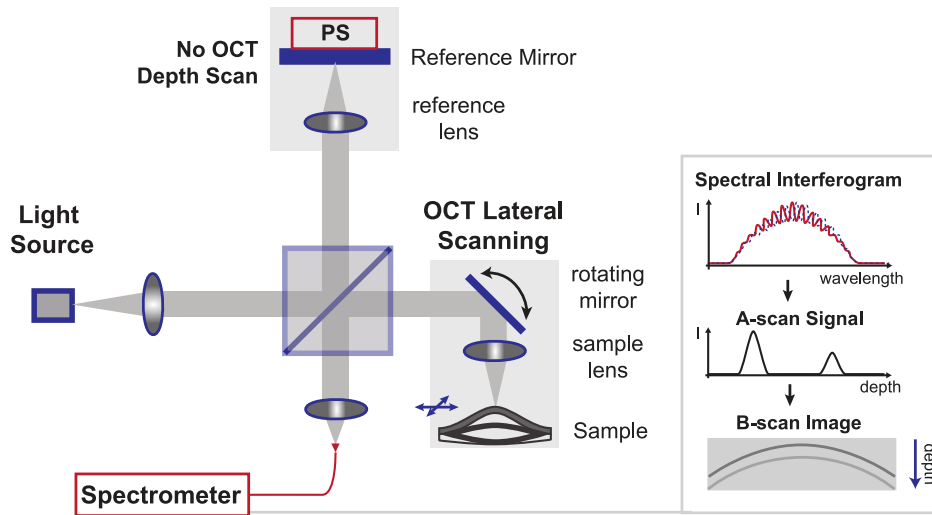 PS
No OCT
Depth Scan
Reference Mirror
reference
lens
Light
Source
OCT Lateral
Scanning
rotating
mirror
sample
lens
Sample
Spectrometer
Spectral Interferogram
I
wavelength
A-scan Signal
I
depth
B-scan Image
depth